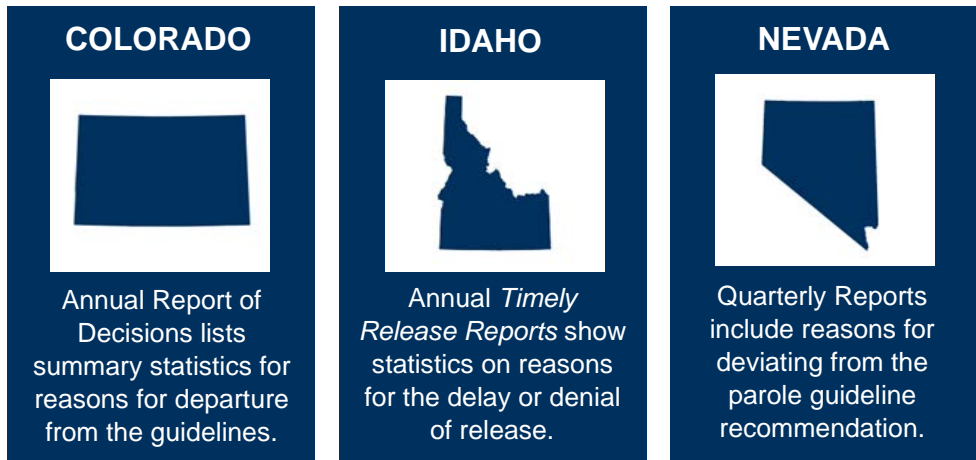 COLORADO
Annual Report of
Decisions lists
summary statistics for
reasons for departure
from the guidelines.
IDAHO
Annual Timely
Release Reports show
statistics on reasons
for the delay or denial
of release.
NEVADA
Quarterly Reports
include reasons for
deviating from the
parole guideline
recommendation.